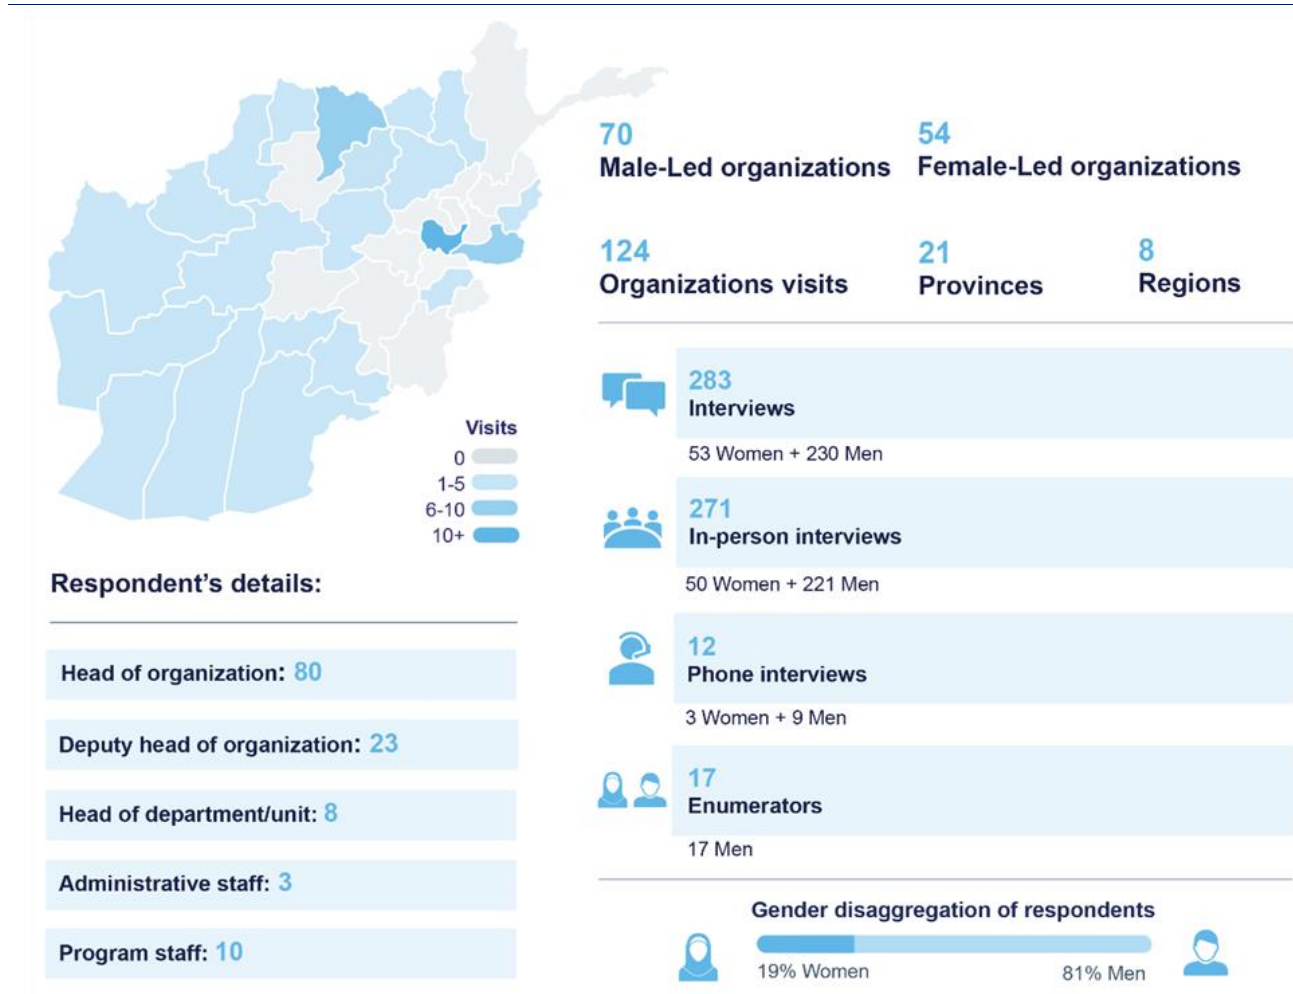 70
Male-Led organizations
54
Female-Led organizations
124
Organizations visits
21
Provinces
8
Regions
Visits
0
1-5
6-10
10+
283
Interviews
53 Women + 230 Men
271
In-person interviews
50 Women + 221 Men
12
Phone interviews
3 Women + 9 Men
17
Enumerators
17 Men
Respondent’s details:
Head of organization: 80
Deputy head of organization: 23
Head of department/unit: 8
Administrative staff: 3
Program staff: 10
Gender disaggregation of respondents
19% Women
81% Men